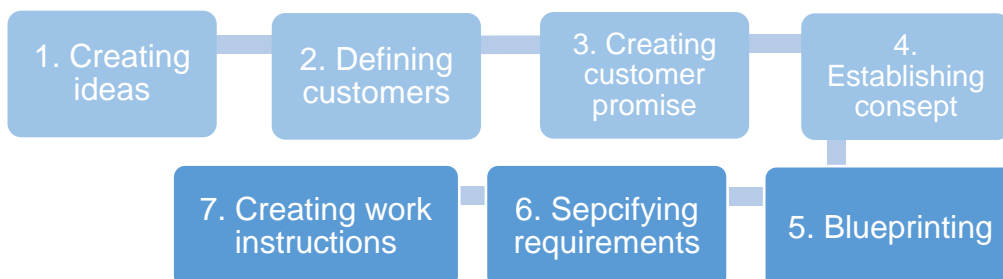 1. Creating
ideas
2. Defining
customers
3. Creating
customer
promise
4.
Establishing
consept
5. Blueprinting
6. Sepcifying
requirements
7. Creating work
instructions